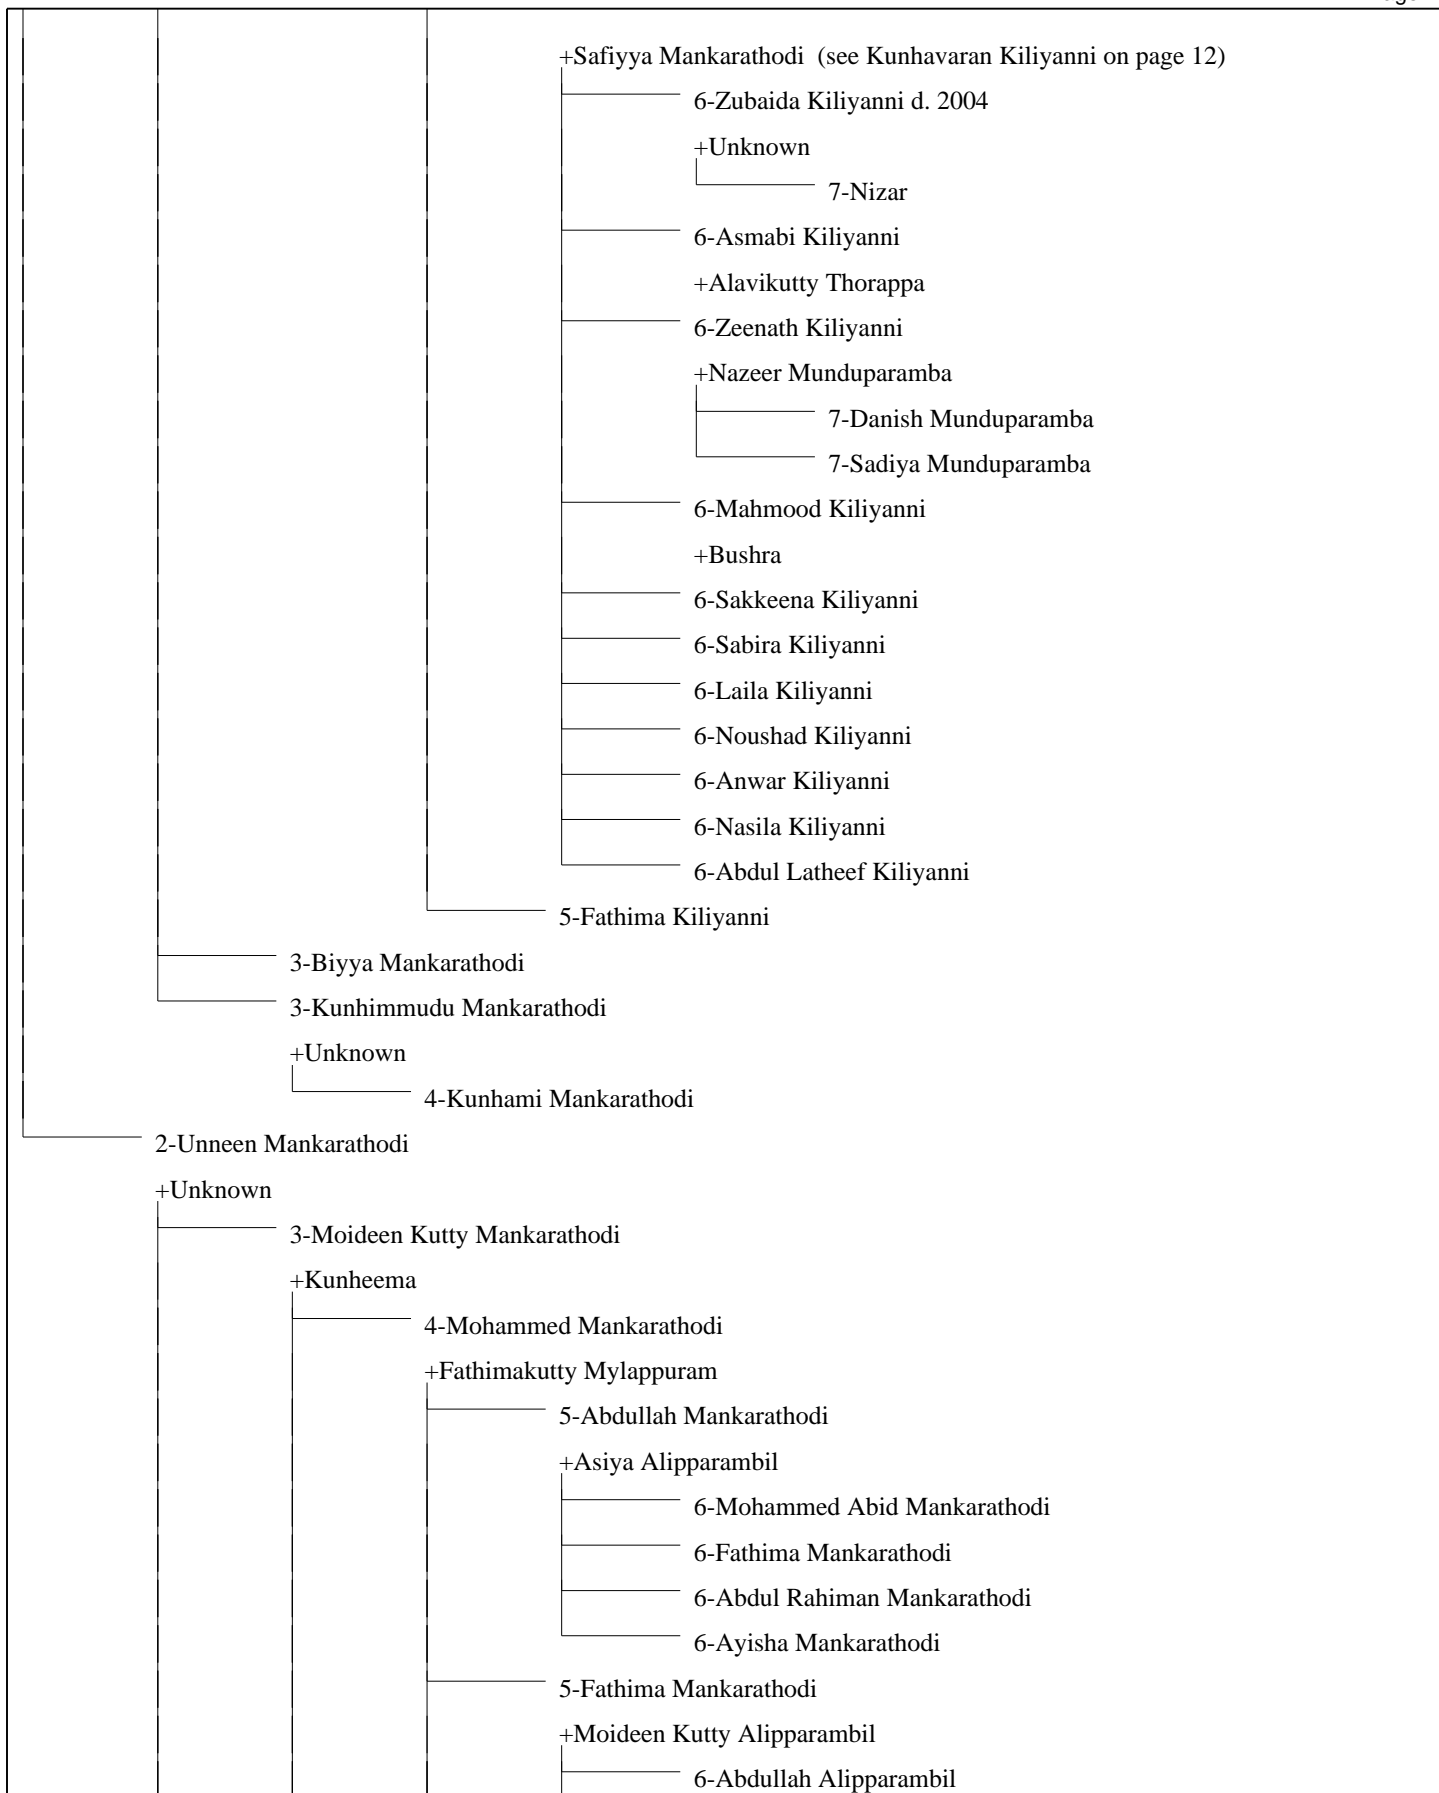 +Safiyya Mankarathodi (see Kunhavaran Kiliyanni on page 12)
6-Zubaida Kiliyanni d. 2004
+Unknown
7-Nizar
6-Asmabi Kiliyanni
+Alavikutty Thorappa
6-Zeenath Kiliyanni
+Nazeer Munduparamba
7-Danish Munduparamba
7-Sadiya Munduparamba
6-Mahmood Kiliyanni
+Bushra
6-Sakkeena Kiliyanni
6-Sabira Kiliyanni
6-Laila Kiliyanni
6-Noushad Kiliyanni
6-Anwar Kiliyanni
6-Nasila Kiliyanni
6-Abdul Latheef Kiliyanni
5-Fathima Kiliyanni
3-Biyya Mankarathodi
3-Kunhimmudu Mankarathodi
+Unknown
4-Kunhami Mankarathodi
2-Unneen Mankarathodi
+Unknown
3-Moideen Kutty Mankarathodi
+Kunheema
4-Mohammed Mankarathodi
+Fathimakutty Mylappuram
5-Abdullah Mankarathodi
+Asiya Alipparambil
6-Mohammed Abid Mankarathodi
6-Fathima Mankarathodi
6-Abdul Rahiman Mankarathodi
6-Ayisha Mankarathodi
5-Fathima Mankarathodi
+Moideen Kutty Alipparambil
6-Abdullah Alipparambil